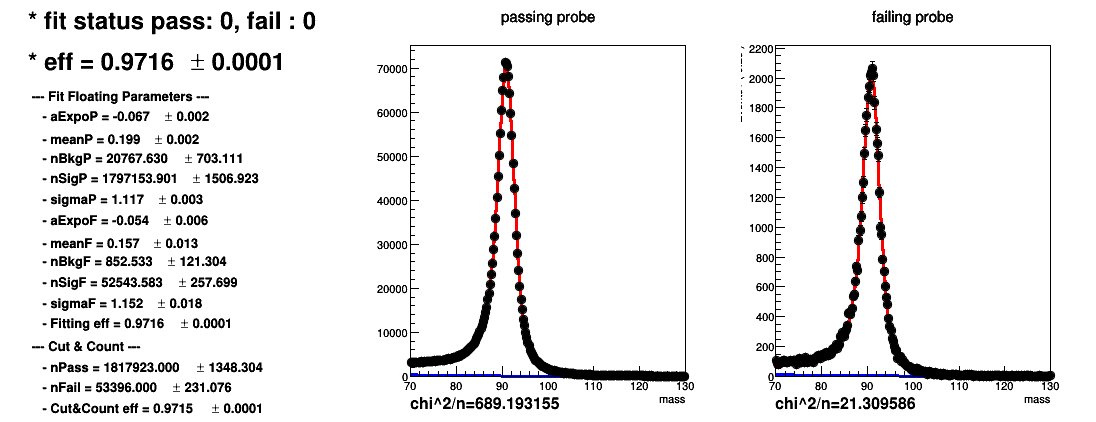 * fit status pass: 0, fail : 0
* eff = 0.9716 ± 0.0001
--- Fit Floating Parameters ---
- aExpoP = -0.067 ± 0.002
- meanP = 0.199 ± 0.002
- nBkgP = 20767.630 ± 703.111
- nSigP = 1797153.901 ± 1506.923
- sigmaP = 1.117 ± 0.003
- aExpoF = -0.054 ± 0.006
- meanF = 0.157 ± 0.013
- nBkgF = 852.533 ± 121.304
- nSigF = 52543.583 ± 257.699
- sigmaF = 1.152 ± 0.018
- Fitting eff = 0.9716 ± 0.0001
--- Cut & Count ---
- nPass = 1817923.000 ± 1348.304
- nFail = 53396.000 ± 231.076
- Cut&Count eff = 0.9715 ± 0.0001
passing probe
70000
60000
50000
40000
30000
20000
10000
0
70 80 90 100 110 120 130
mass
chi^2/n=689.193155
failing probe
2200
2000
1800
1600
1400
1200
1000
800
600
400
200
0
70 80 90 100 110 120 130
mass
chi^2/n=21.309586